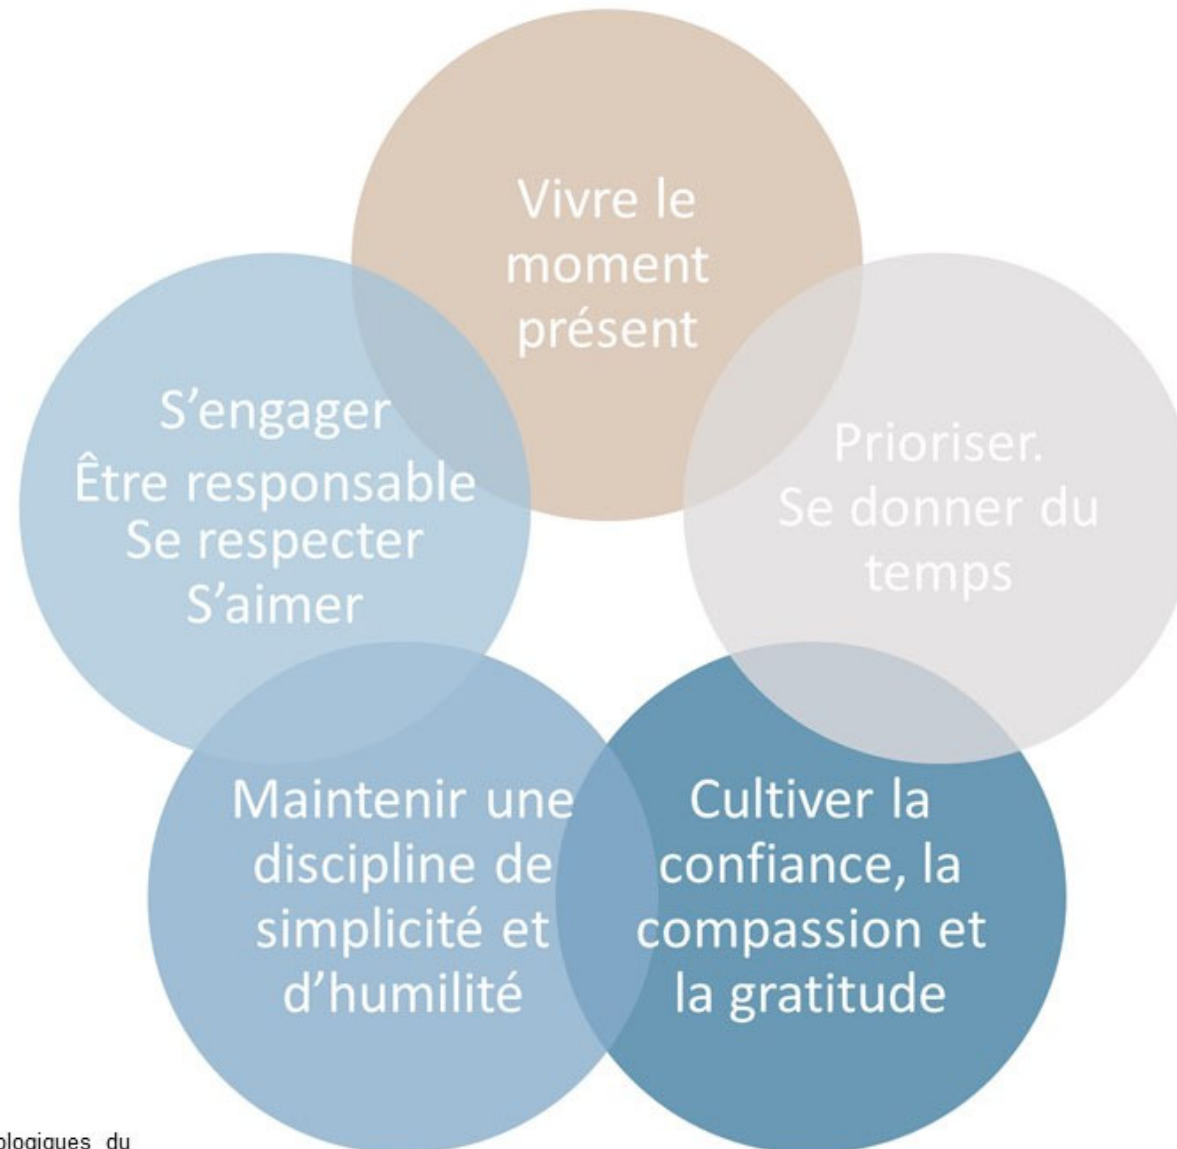 Vivre le
moment
présent
Prioriser.
Se donner du
temps
Cultiver la
confiance, la
compassion et
la gratitude
Maintenir une
discipline de
simplicité et
d’humilité
S’engager
Être responsable
Se respecter
S’aimer
du